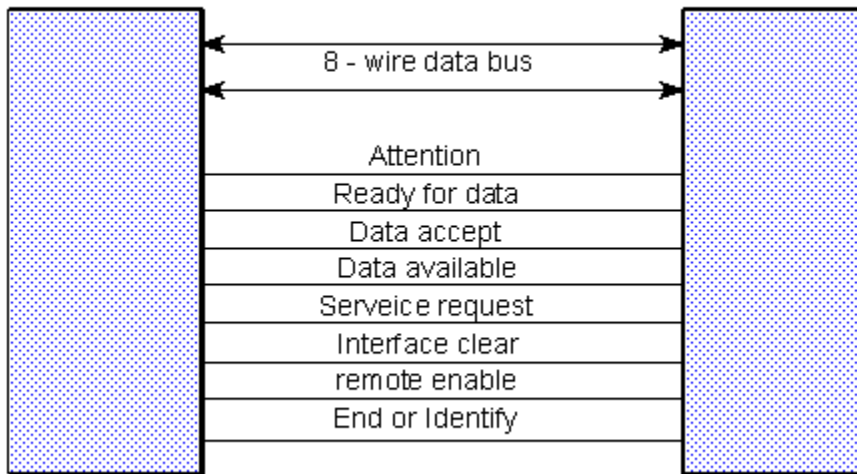 8 - wire data bus
Attention
Ready for data
Data accept
Data available
Serveice request
Interface clear
remote enable
End or Identify